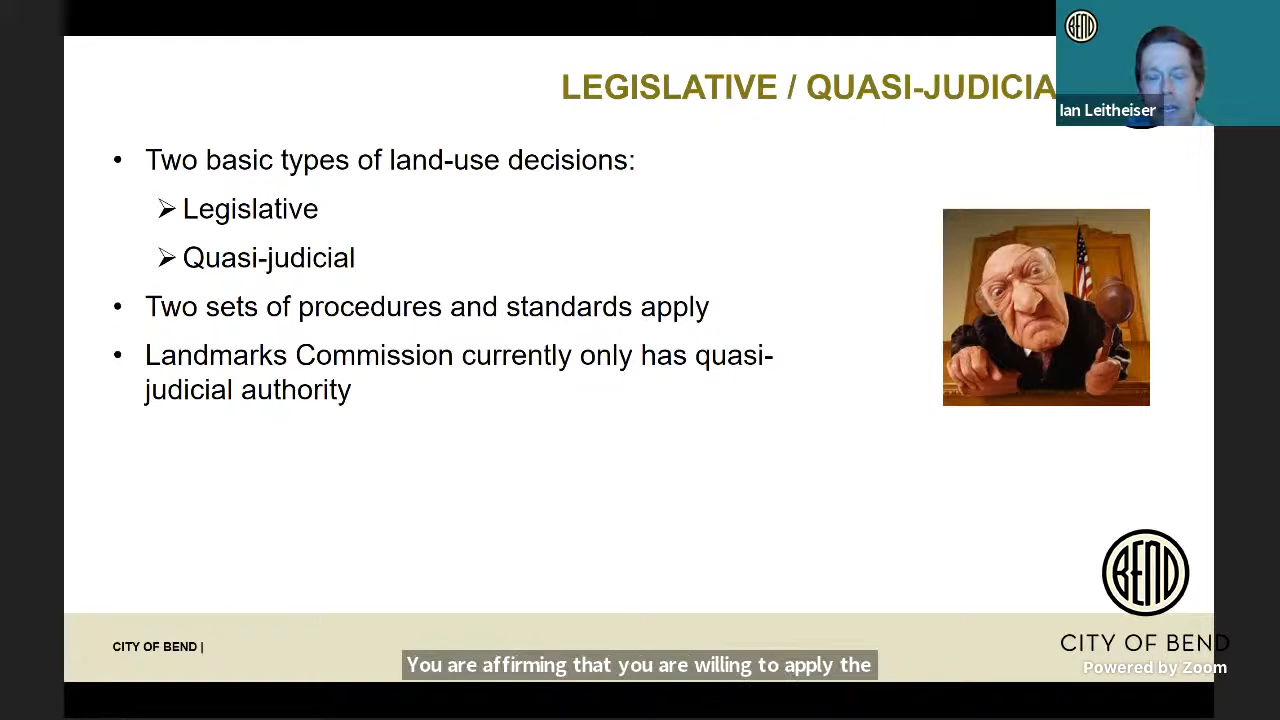 LEGISLATIVE / QUASI-JUDICIA
BEND
Ian Leitheiser
• Two basic types of land-use decisions:
➢ Legislative
➢ Quasi-judicial
• Two sets of procedures and standards apply
• Landmarks Commission currently only has quasi-
judicial authority
BEND
CITY OF BEND |
CITY OF BEND
You are affirming that you are willing to apply the
Powered by Zoom